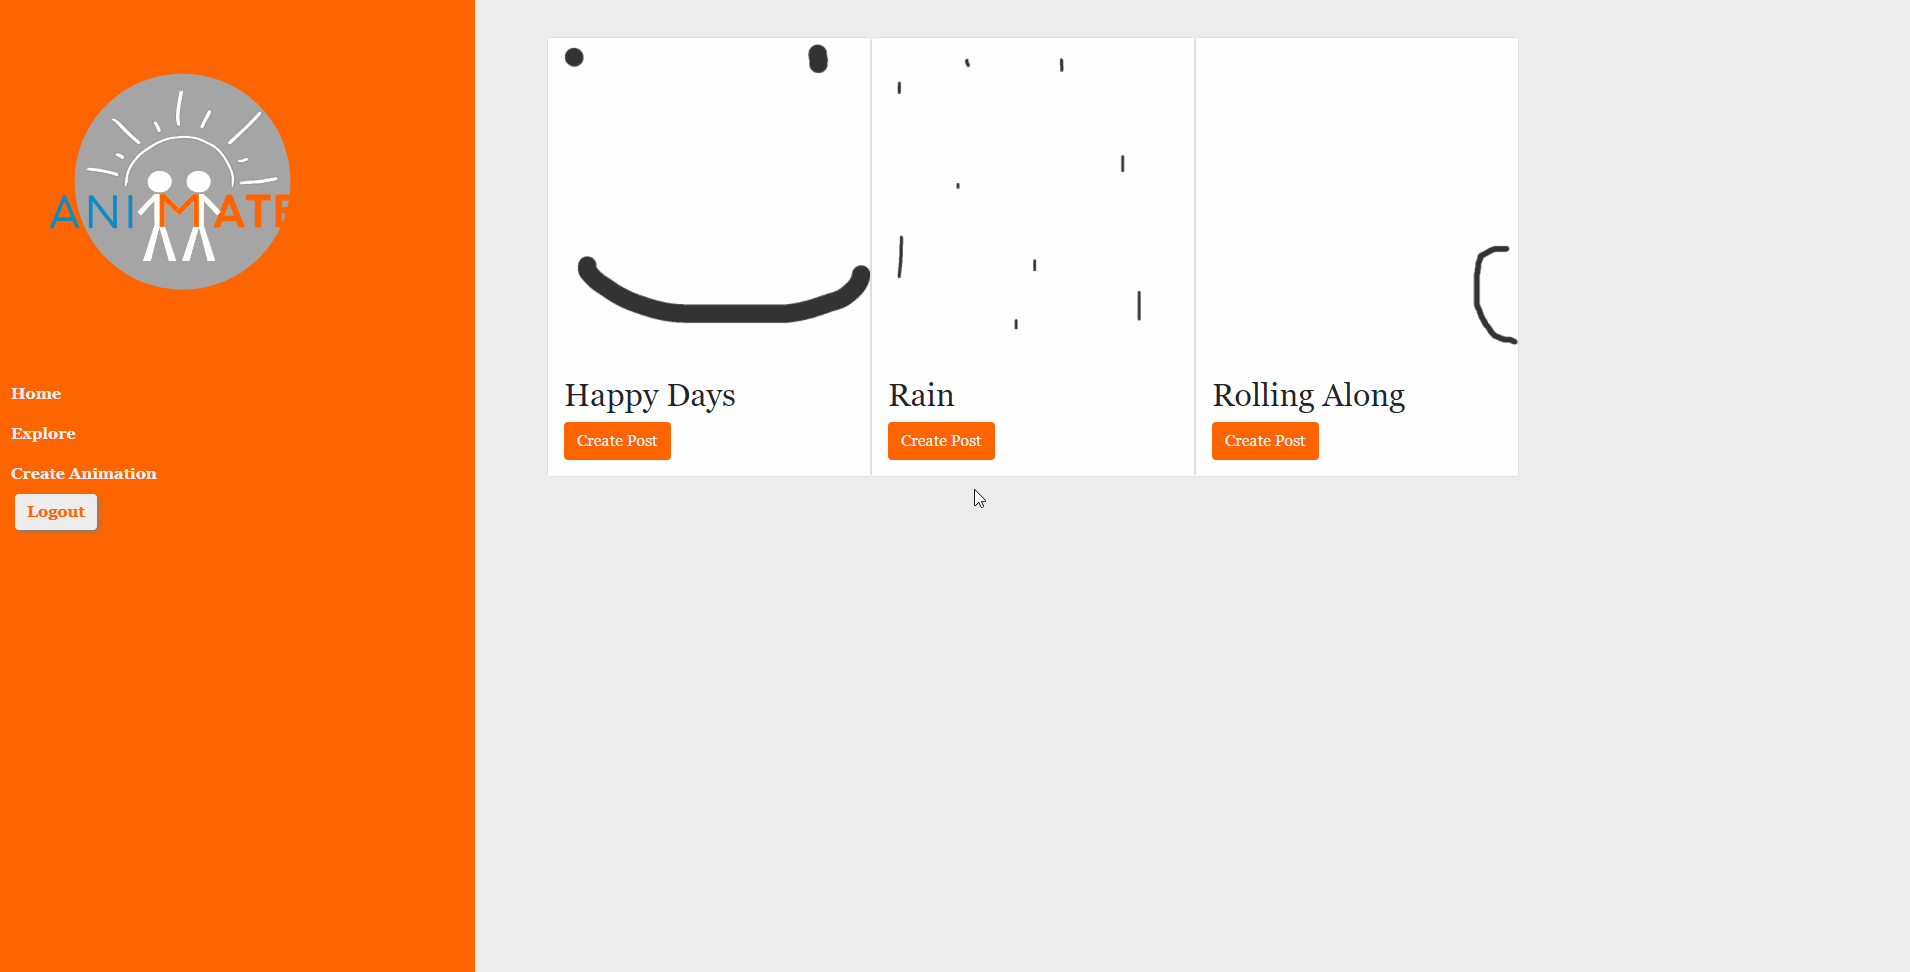 ANIMATE
Home
Explore
Create Animation
Logout
Happy Days
Create Post
Rain
Create Post
Rolling Along
Create Post